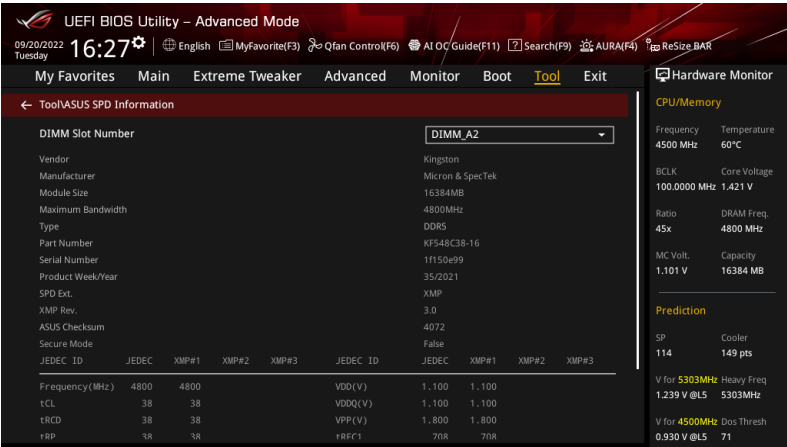 UEFI BIOS Utility – Advanced Mode
09/20/2022 Tuesday 16:27 English MyFavorite(F3) Qfan Control(F6) AI OC Guide(F11) ? Search(F9) AURA(F4) ReSize BAR
My Favorites Main Extreme Tweaker Advanced Monitor Boot Tool Exit
← Tool\ASUS SPD Information
DIMM Slot Number DIMM_A2
Vendor Kingston
Manufacturer Micron & SpecTek
Module Size 16384MB
Maximum Bandwidth 4800MHz
Type DDR5
Part Number KF548C38-16
Serial Number 1f150e99
Product Week/Year 35/2021
SPD Ext. XMP
XMP Rev. 3.0
ASUS Checksum 4072
Secure Mode False
JEDEC ID JEDEC XMP#1 XMP#2 XMP#3 JEDEC ID JEDEC XMP#1 XMP#2 XMP#3
Frequency(MHz) 4800 4800 VDD(V) 1.100 1.100
tCL 38 38 VDDQ(V) 1.100 1.100
tRCD 38 38 VPP(V) 1.800 1.800
tRP 38 38 tRFC1 708 708
Hardware Monitor
CPU/Memory
Frequency Temperature
4500 MHz 60°C
BCLK Core Voltage
100.0000 MHz 1.421 V
Ratio DRAM Freq.
45x 4800 MHz
MC Volt. Capacity
1.101 V 16384 MB
Prediction
SP Cooler
114 149 pts
V for 5303MHz Heavy Freq
1.239 V @L5 5303MHz
V for 4500MHz Dos Thresh
0.930 V @L5 71